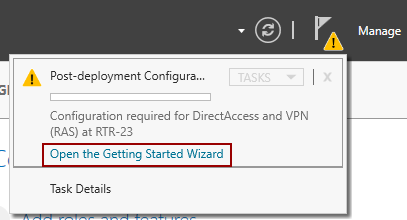 Manage
Post-deployment Configura...
TASKS
X
Configuration required for DirectAccess and VPN
(RAS) at RTR-23
Open the Getting Started Wizard
Task Details
Add roles and features